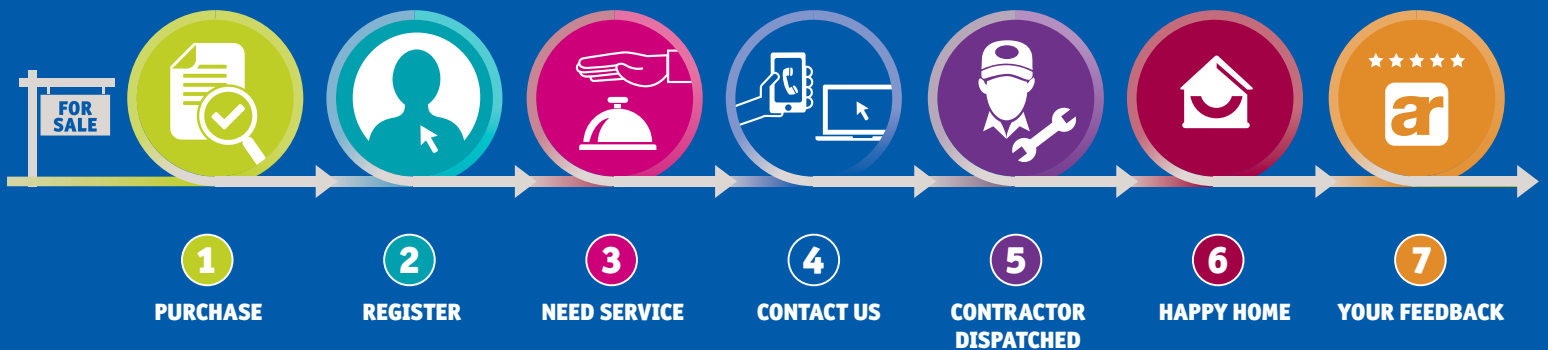 FOR
SALE
ar
1
2
3
4
5
6
7
PURCHASE
REGISTER
NEED SERVICE
CONTACT US
CONTRACTOR
DISPATCHED
HAPPY HOME
YOUR FEEDBACK